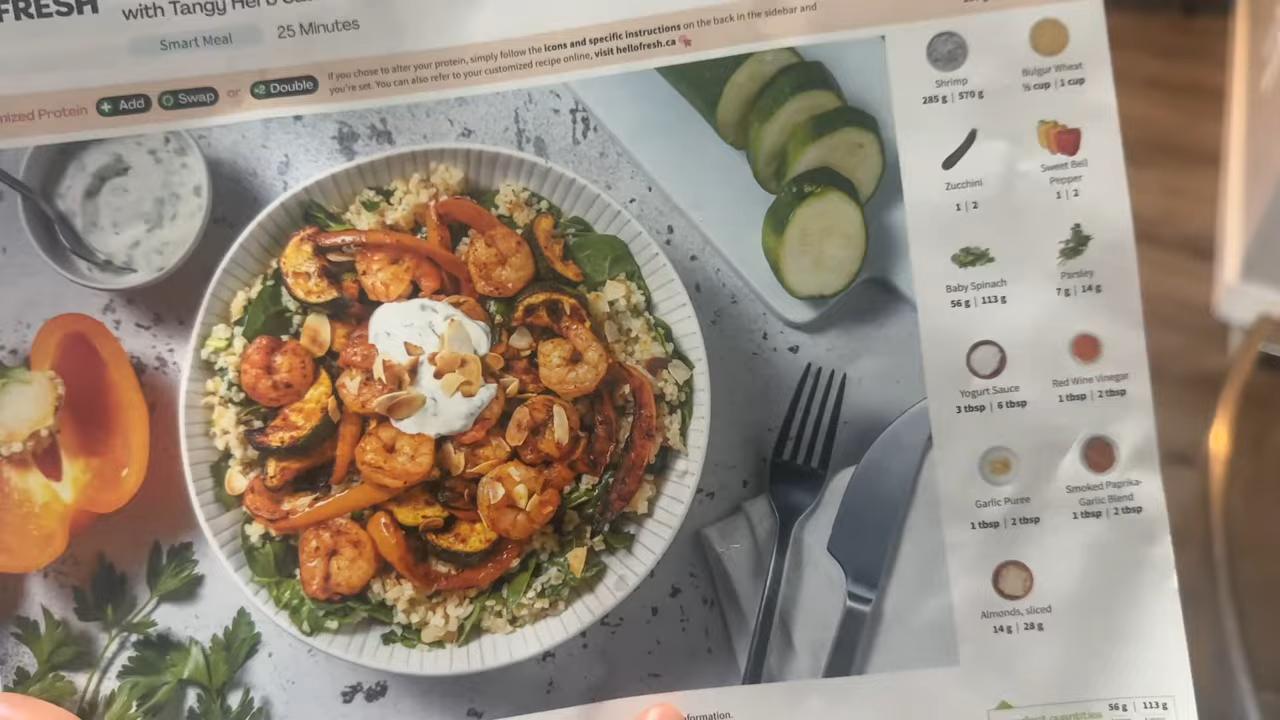 FRESH
with Tangy Herb
Smart Meal
25 Minutes
Protein
+ Add
Swap
or
x2 Double
If you chose to alter your protein, simply follow the icons and specific instructions on the back in the sidebar and
you're set. You can also refer to your customized recipe online, visit hellofresh.ca
Shrimp
285 g | 570 g
Bulgur Wheat
½ cup | 1 cup
Zucchini
1 | 2
Sweet Bell
Pepper
1 | 2
Baby Spinach
56 g | 113 g
Parsley
7 g | 14 g
Yogurt Sauce
3 tbsp | 6 tbsp
Red Wine Vinegar
1 tbsp | 2 tbsp
Garlic Puree
1 tbsp | 2 tbsp
Smoked Paprika-
Garlic Blend
1 tbsp | 2 tbsp
Almonds, sliced
14 g | 28 g
56 g | 113 g